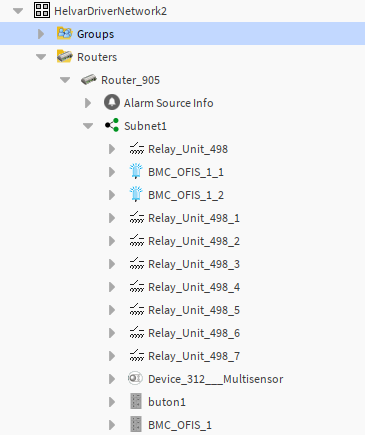 HelvarDriverNetwork2
Groups
Routers
Router_905
Alarm Source Info
Subnet1
Relay_Unit_498
BMC_OFIS_1_1
BMC_OFIS_1_2
Relay_Unit_498_1
Relay_Unit_498_2
Relay_Unit_498_3
Relay_Unit_498_4
Relay_Unit_498_5
Relay_Unit_498_6
Relay_Unit_498_7
Device_312___Multisensor
buton1
BMC_OFIS_1